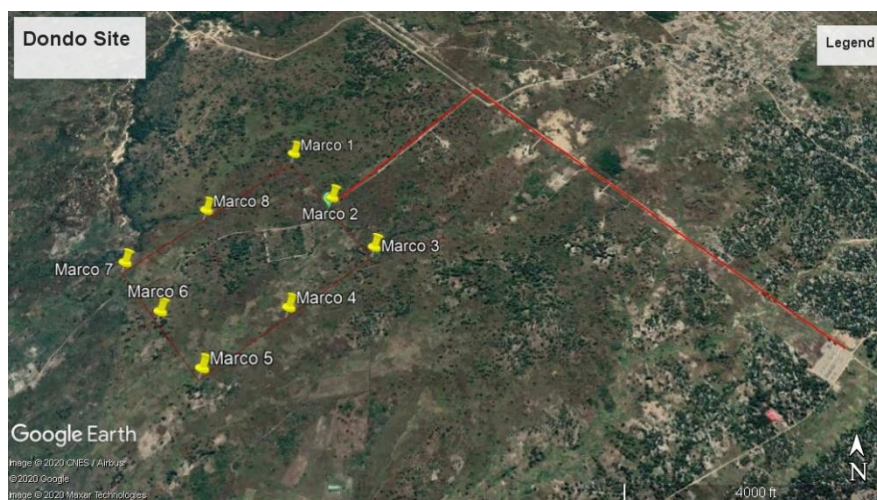 Dondo Site
Legend
Marco 1
Marco 8
Marco 2
Marco 3
Marco 7
Marco 6
Marco 4
Marco 5
Google Earth
Image © 2020 CNES / Airbus
©2020 Google
Image © 2020 Maxar Technologies
N
4000 ft